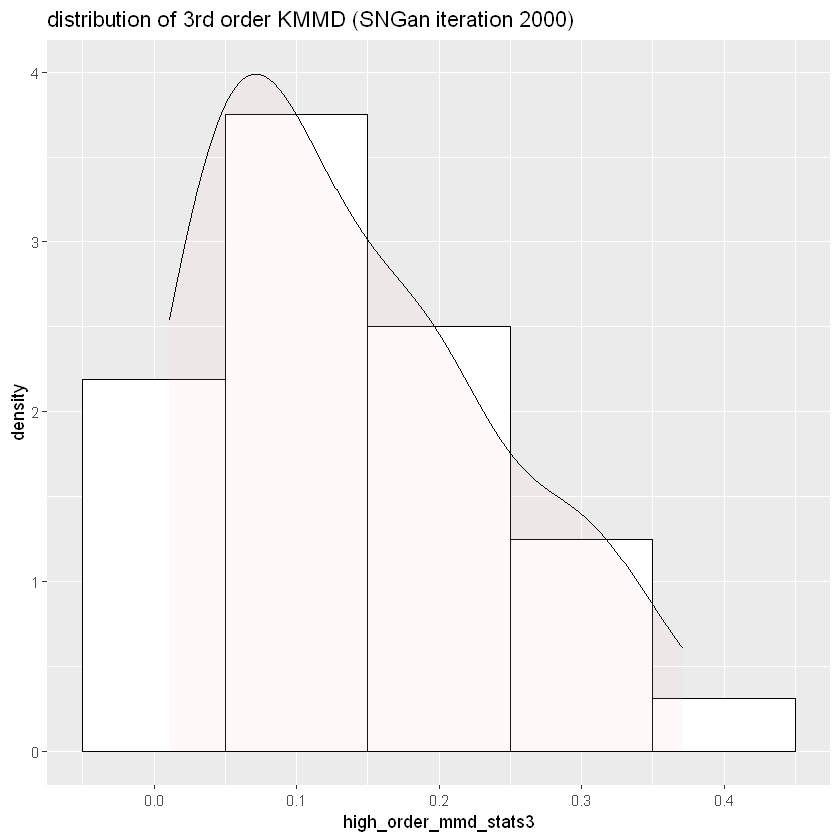 distribution of 3rd order KMMD (SNGan iteration 2000)
4
3
2
1
0
density
0.0 0.1 0.2 0.3 0.4
high_order_mmd_stats3